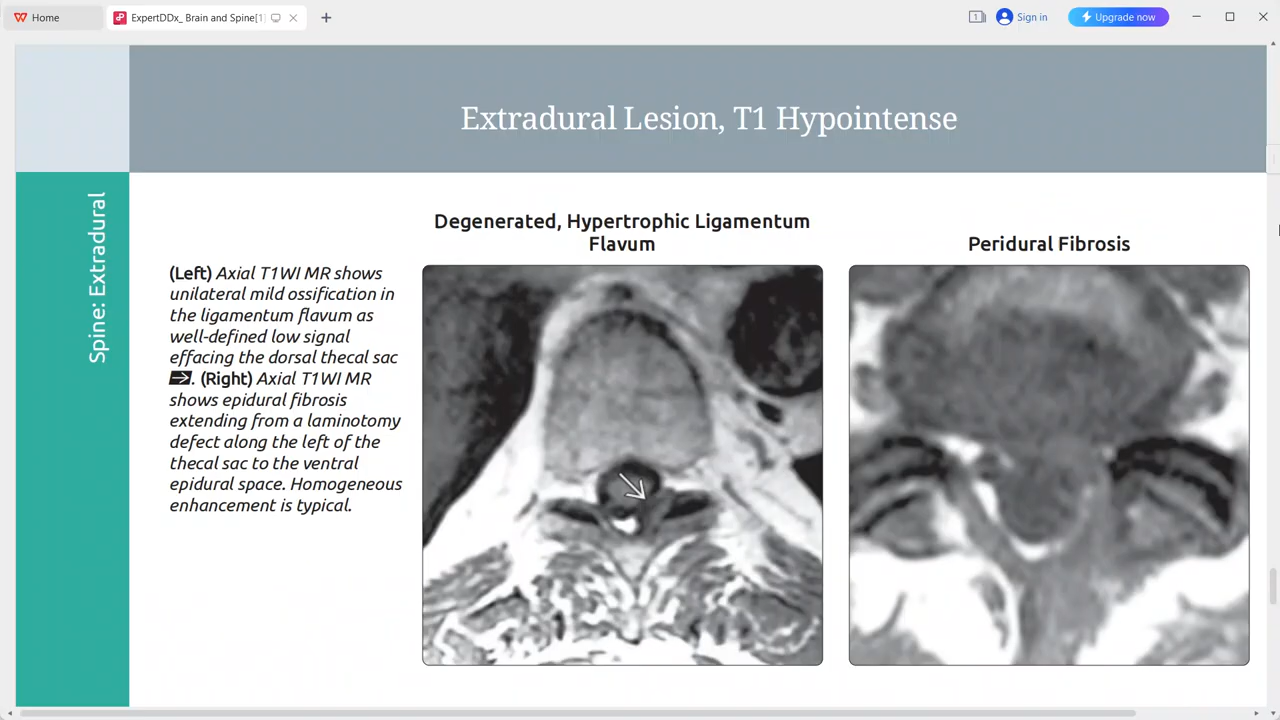 Home
ExpertDDx_ Brain and Spine[1]
1
Sign in
Upgrade now
Extradural Lesion, T1 Hypointense
Spine: Extradural
Degenerated, Hypertrophic Ligamentum
Flavum
Peridural Fibrosis
(Left) Axial T1WI MR shows
unilateral mild ossification in
the ligamentum flavum as
well-defined low signal
effacing the dorsal thecal sac
. (Right) Axial T1WI MR
shows epidural fibrosis
extending from a laminotomy
defect along the left of the
thecal sac to the ventral
epidural space. Homogeneous
enhancement is typical.